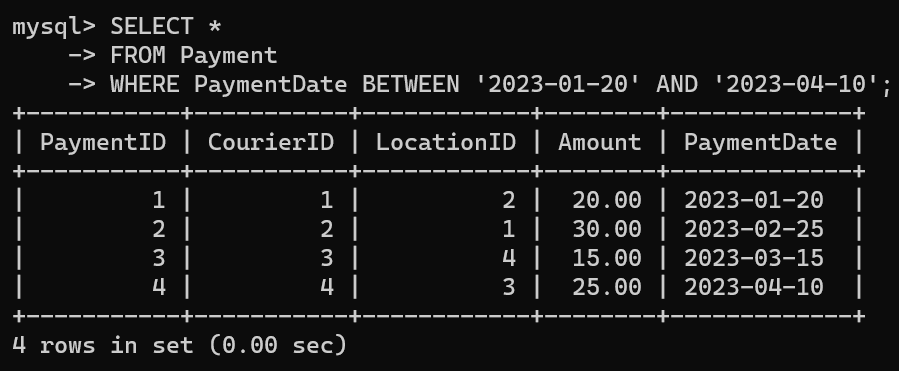 mysql> SELECT *
    -> FROM Payment
    -> WHERE PaymentDate BETWEEN '2023-01-20' AND '2023-04-10';
+-----------+-----------+------------+--------+-------------+
| PaymentID | CourierID | LocationID | Amount | PaymentDate |
+-----------+-----------+------------+--------+-------------+
|         1 |         1 |          2 |  20.00 | 2023-01-20  |
|         2 |         2 |          1 |  30.00 | 2023-02-25  |
|         3 |         3 |          4 |  15.00 | 2023-03-15  |
|         4 |         4 |          3 |  25.00 | 2023-04-10  |
+-----------+-----------+------------+--------+-------------+
4 rows in set (0.00 sec)